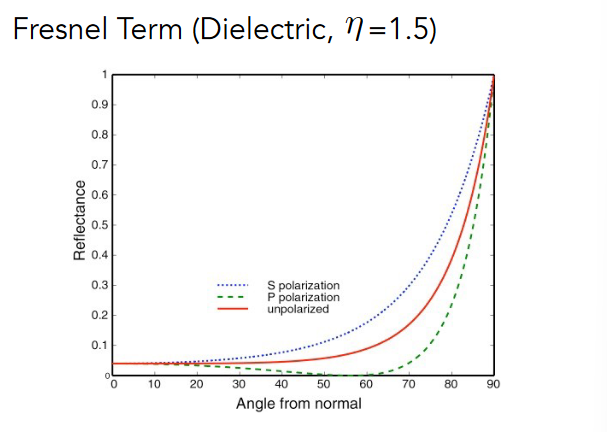 Fresnel Term (Dielectric, η=1.5)
1
0.9
0.8
0.7
0.6
0.5
0.4
0.3
0.2
0.1
0
Reflectance
S polarization
P polarization
unpolarized
0 10 20 30 40 50 60 70 80 90
Angle from normal